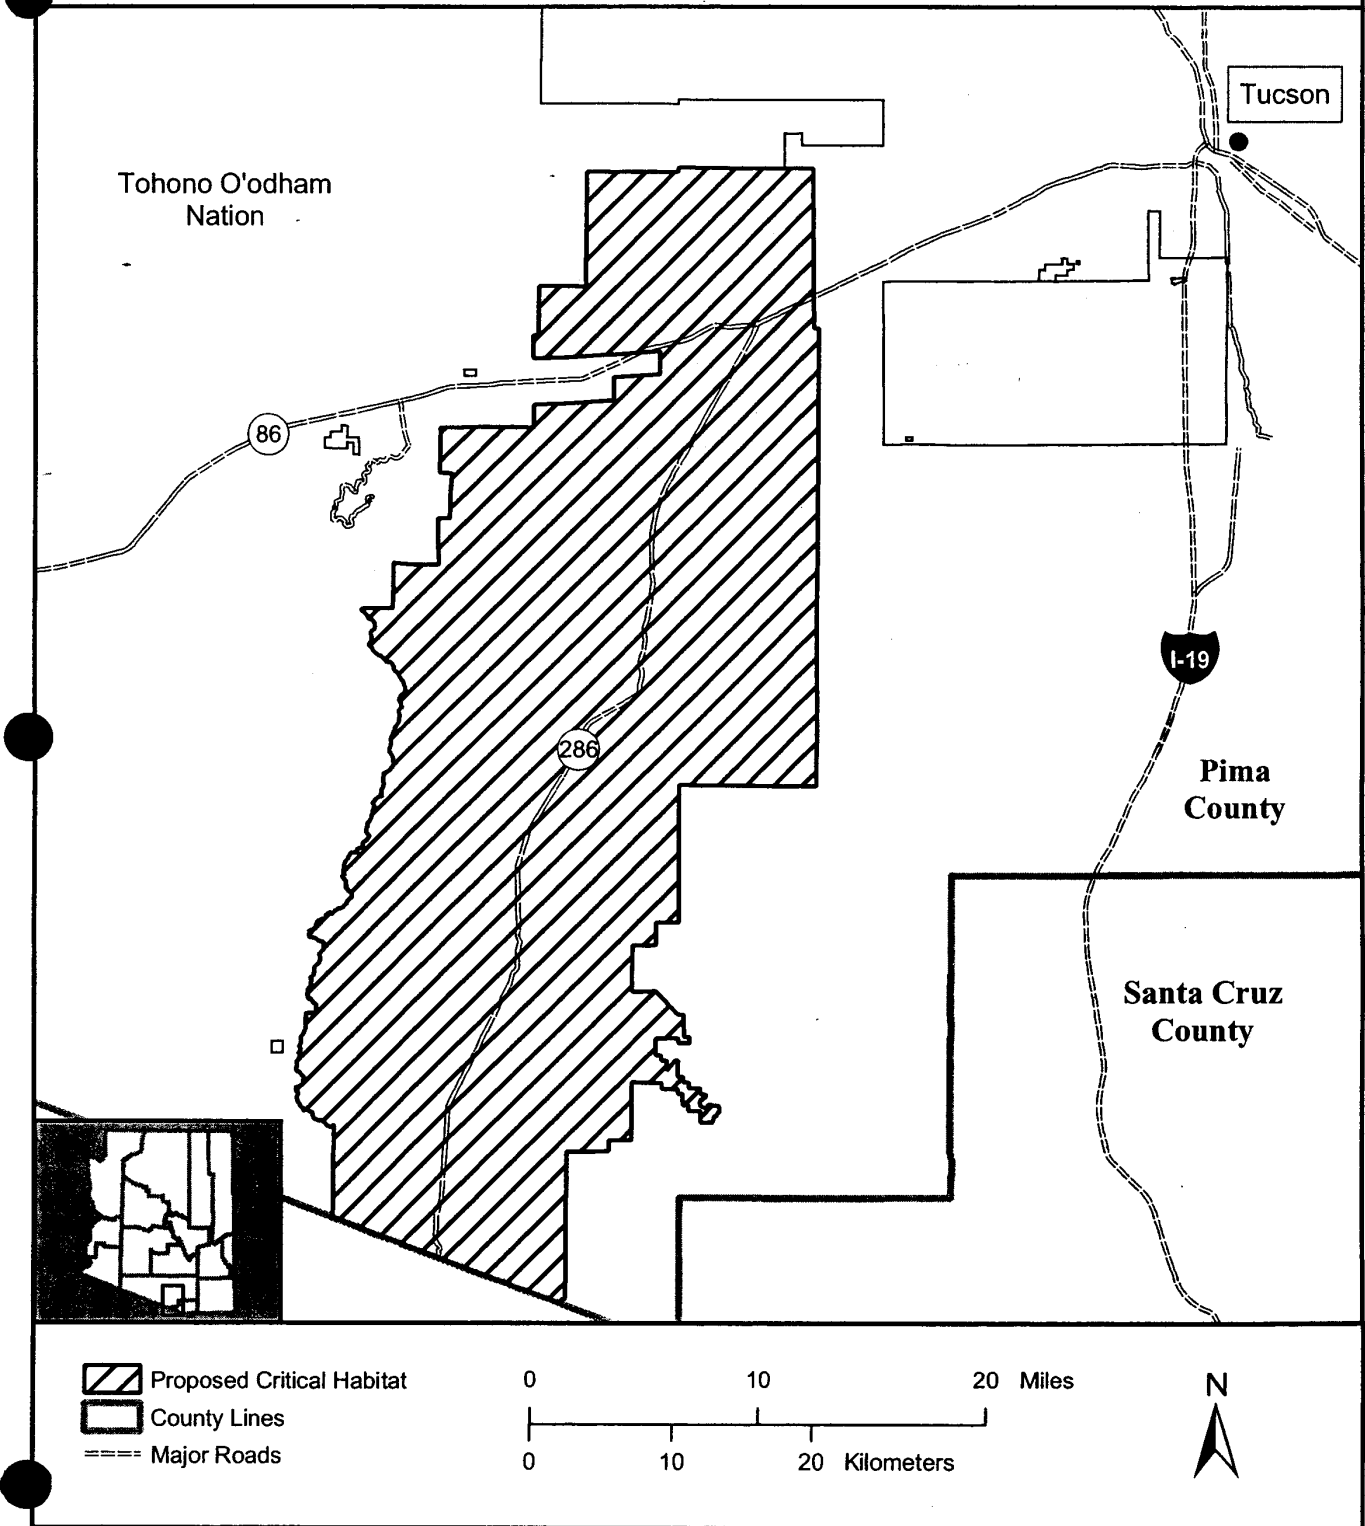 Tucson
Tohono O'odham
Nation
86
I-19
286
Pima
County
Santa Cruz
County
Proposed Critical Habitat
County Lines
Major Roads
0 10 20 Miles
0 10 20 Kilometers
N